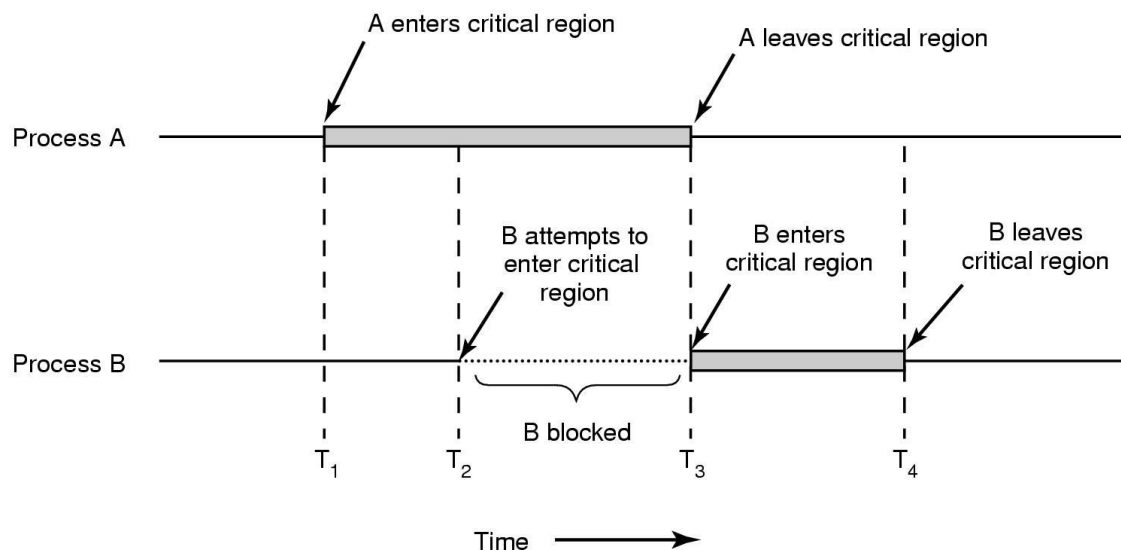 A enters critical region
A leaves critical region
Process A
B attempts to
enter critical
region
B enters
critical region
B leaves
critical region
Process B
B blocked
T1
T2
T3
T4
Time